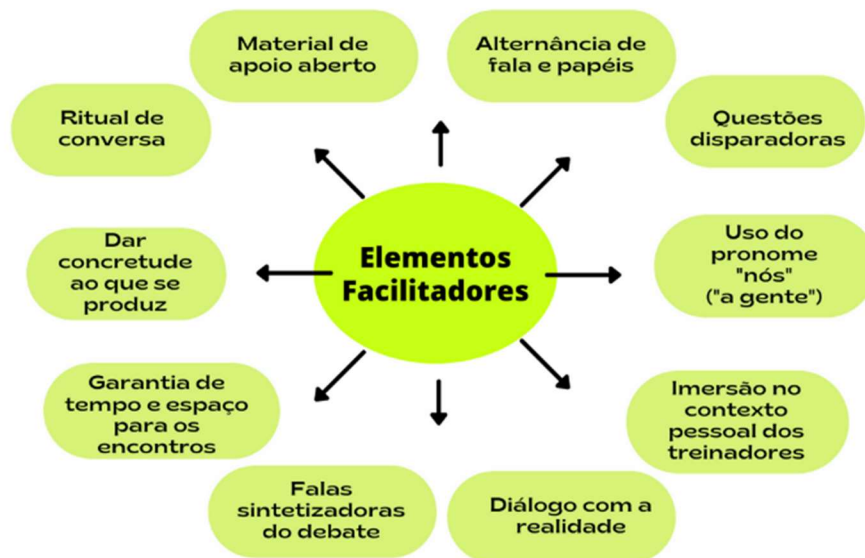 Material de
apoio aberto
Alternância de
fala e papéis
Ritual de
conversa
Questões
disparadoras
Dar
concretude
ao que se
produz
Elementos
Facilitadores
Uso do
pronome
"nós"
("a gente")
Garantia de
tempo e espaço
para os
encontros
Imersão no
contexto
pessoal dos
treinadores
Falas
sintetizadoras
do debate
Diálogo com a
realidade